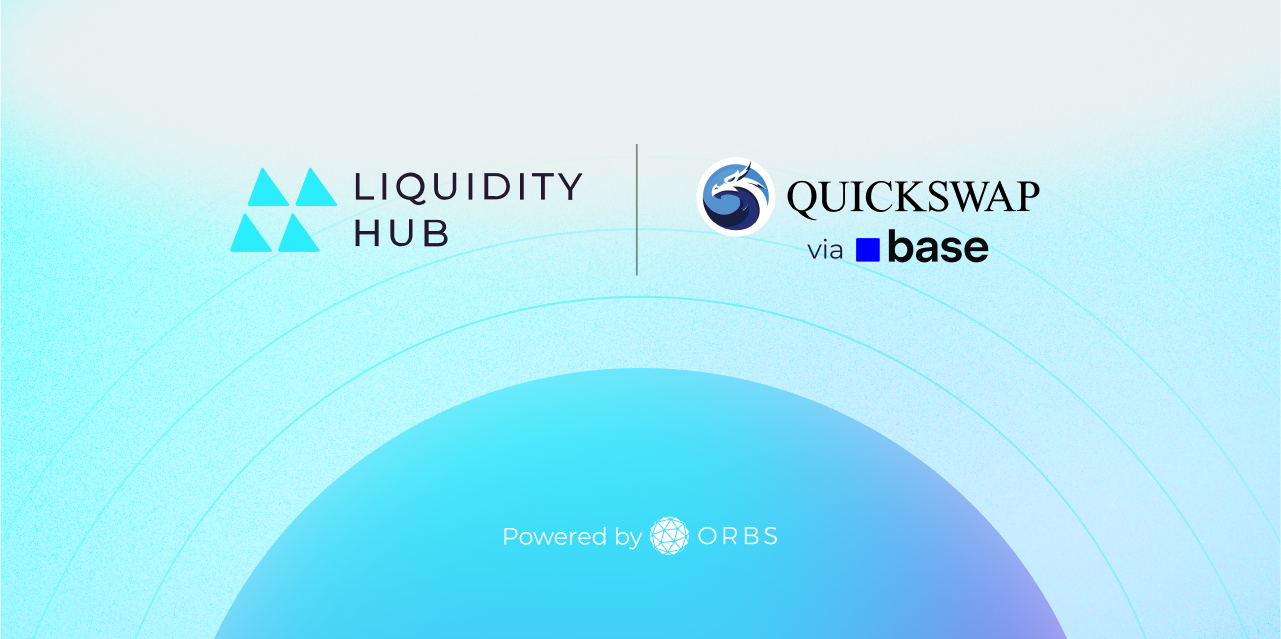 LIQUIDITY
HUB
QUICKSWAP
via base
Powered by ORBS